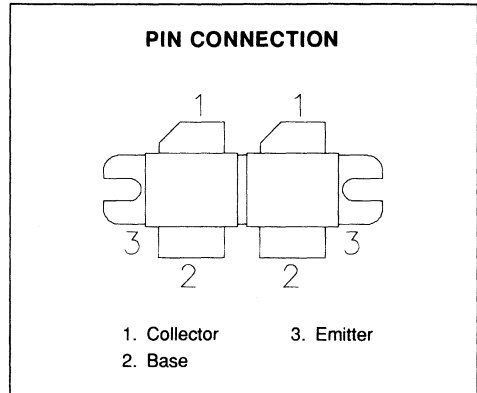 PIN CONNECTION
1 1
3 3
2 2
1. Collector 3. Emitter
2. Base